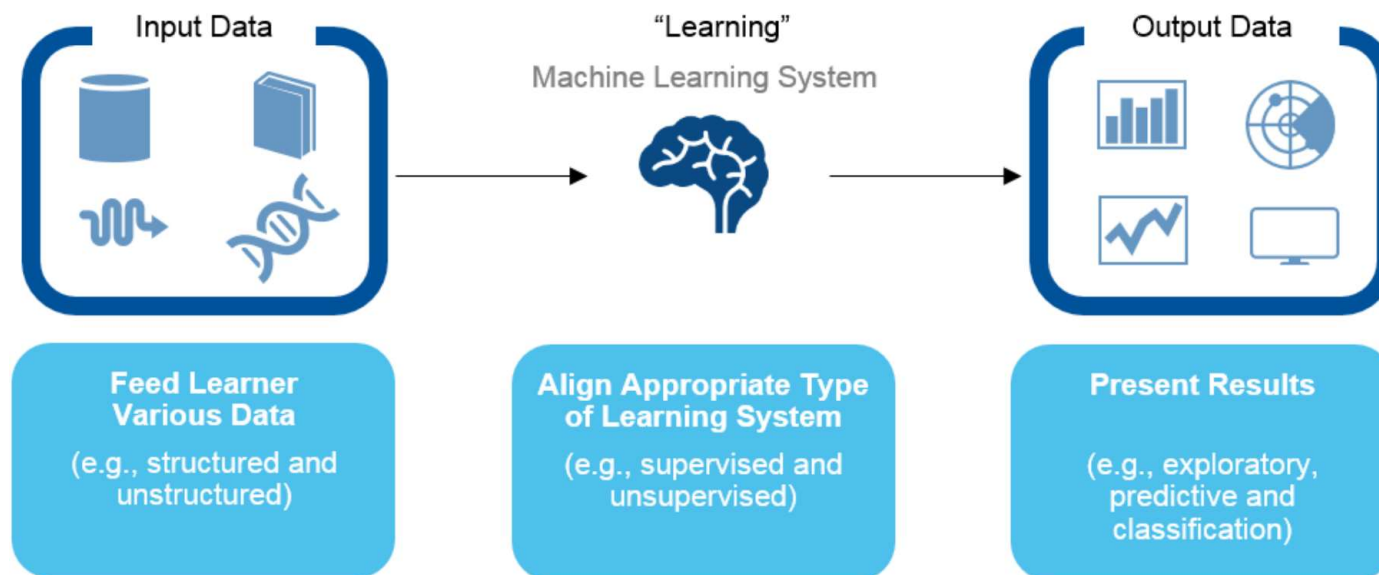 Input Data
“Learning”
Machine Learning System
Output Data
Feed Learner
Various Data
(e.g., structured and
unstructured)
Align Appropriate Type
of Learning System
(e.g., supervised and
unsupervised)
Present Results
(e.g., exploratory,
predictive and
classification)